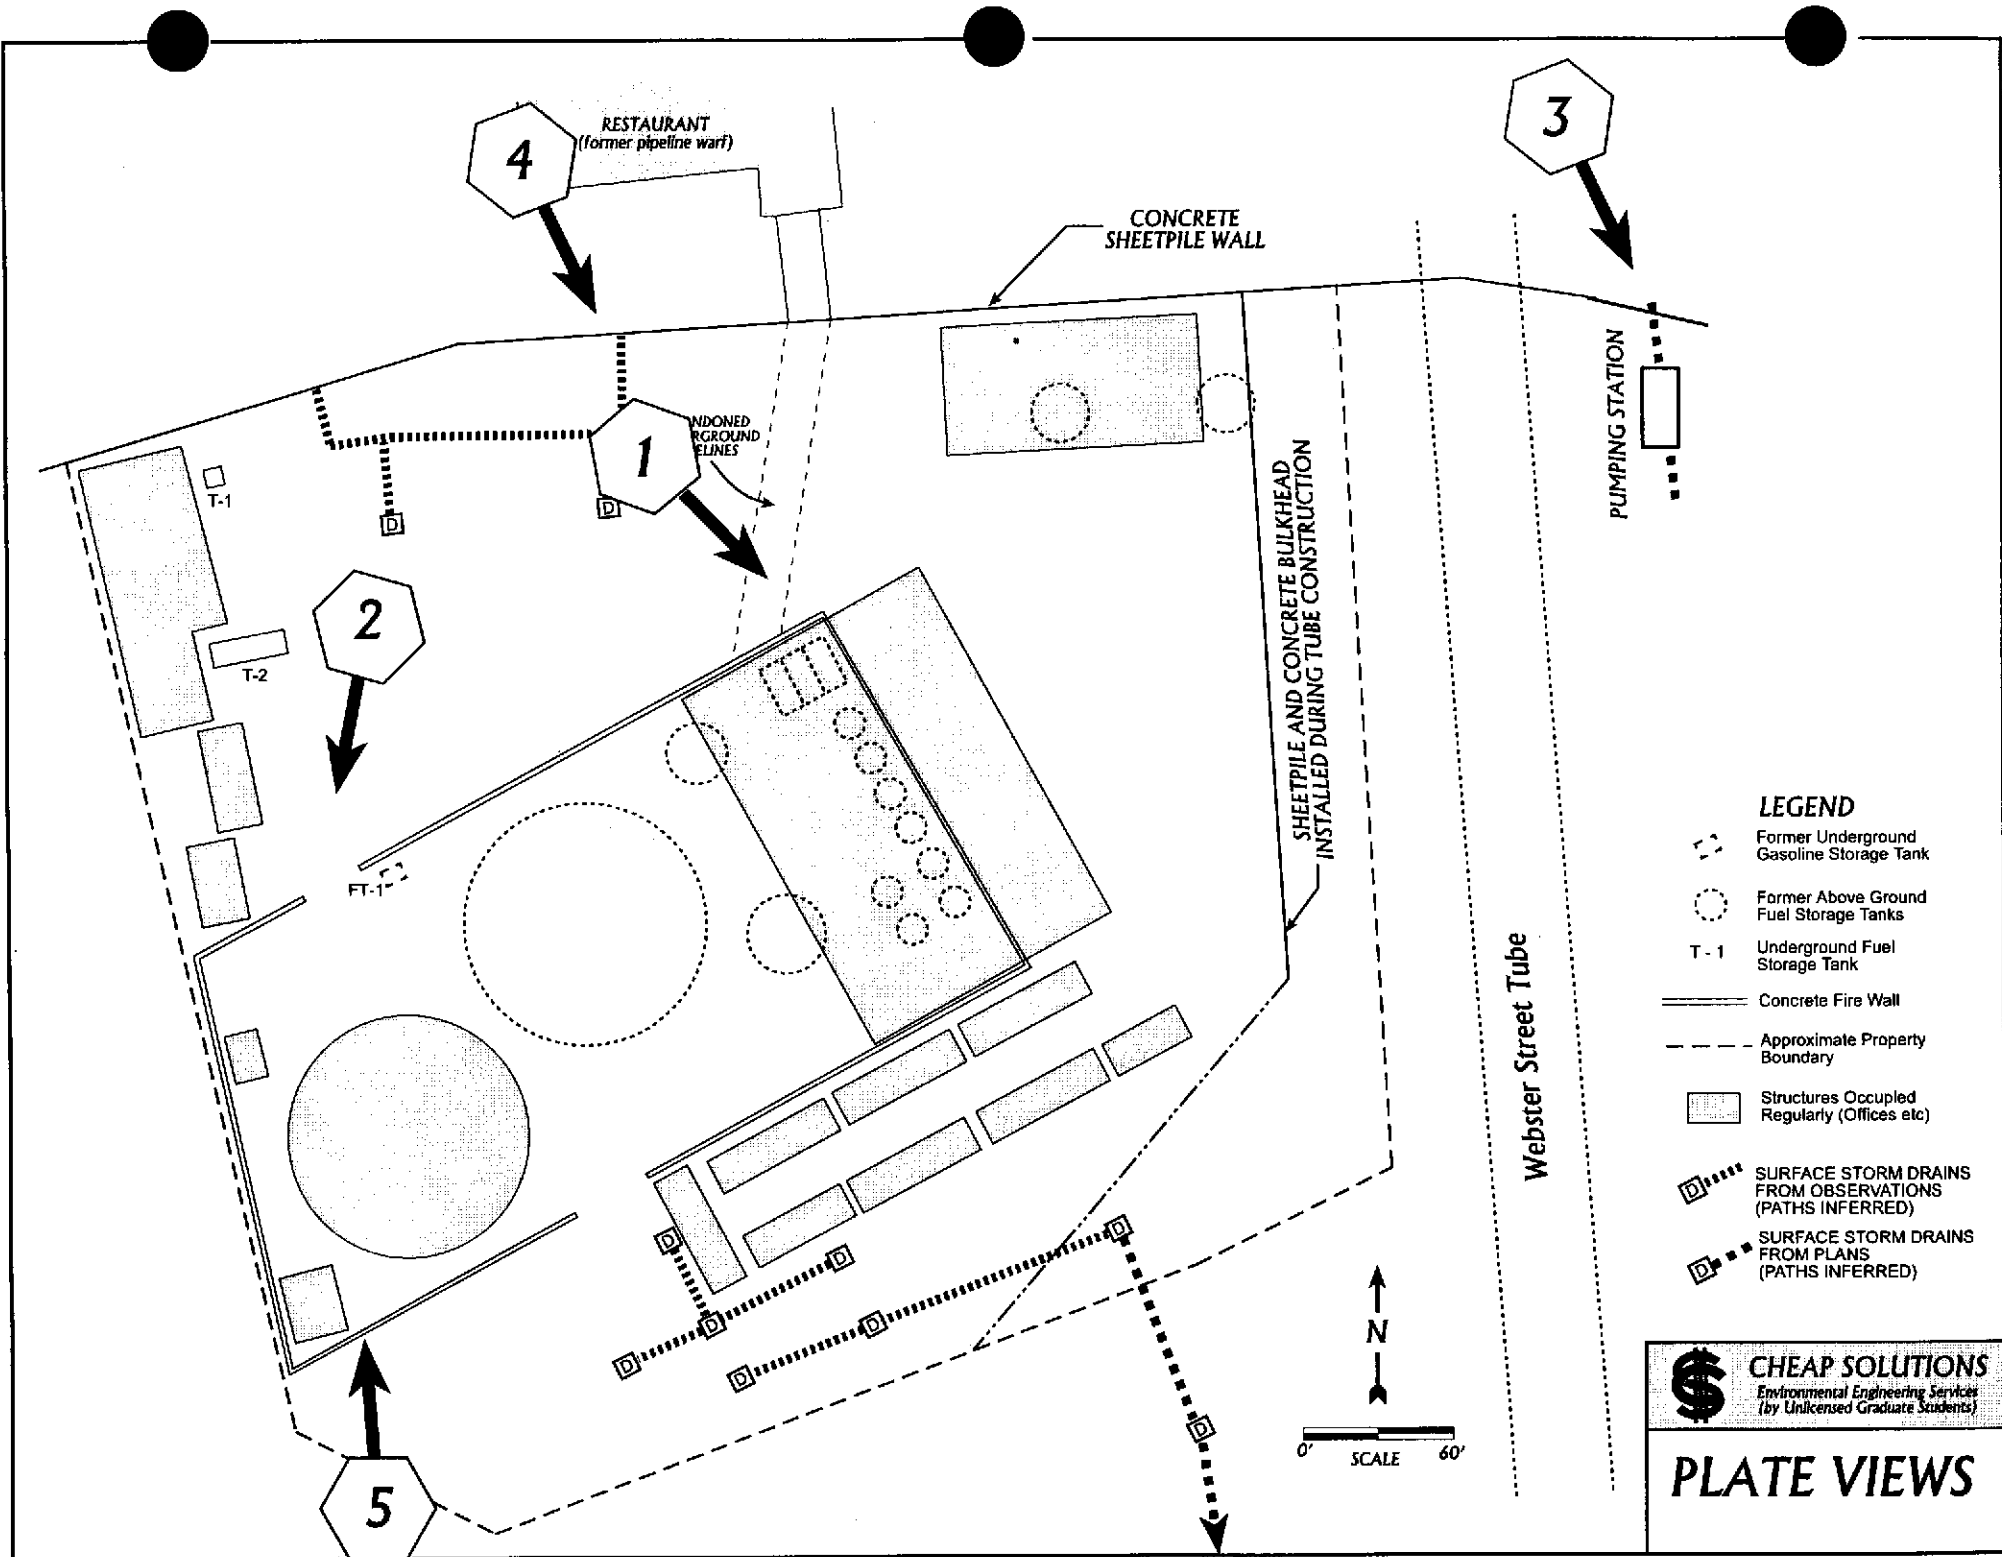 RESTAURANT
(former pipeline warf)
4
3
CONCRETE
SHEETPILE WALL
PUMPING STATION
1
NDONED
RGROUND
ELINES
D
D
T-1
2
T-2
SHEETPILE AND CONCRETE BULKHEAD
INSTALLED DURING TUBE CONSTRUCTION
FT-1
Webster Street Tube
LEGEND
Former Underground
Gasoline Storage Tank
Former Above Ground
Fuel Storage Tanks
T - 1
Underground Fuel
Storage Tank
Concrete Fire Wall
Approximate Property
Boundary
Structures Occupied
Regularly (Offices etc)
D
SURFACE STORM DRAINS
FROM OBSERVATIONS
(PATHS INFERRED)
D
SURFACE STORM DRAINS
FROM PLANS
(PATHS INFERRED)
D
D
D
D
D
D
D
D
N
0'
SCALE
60'
5
CHEAP SOLUTIONS
Environmental Engineering Services
(by Unlicensed Graduate Students)
PLATE VIEWS